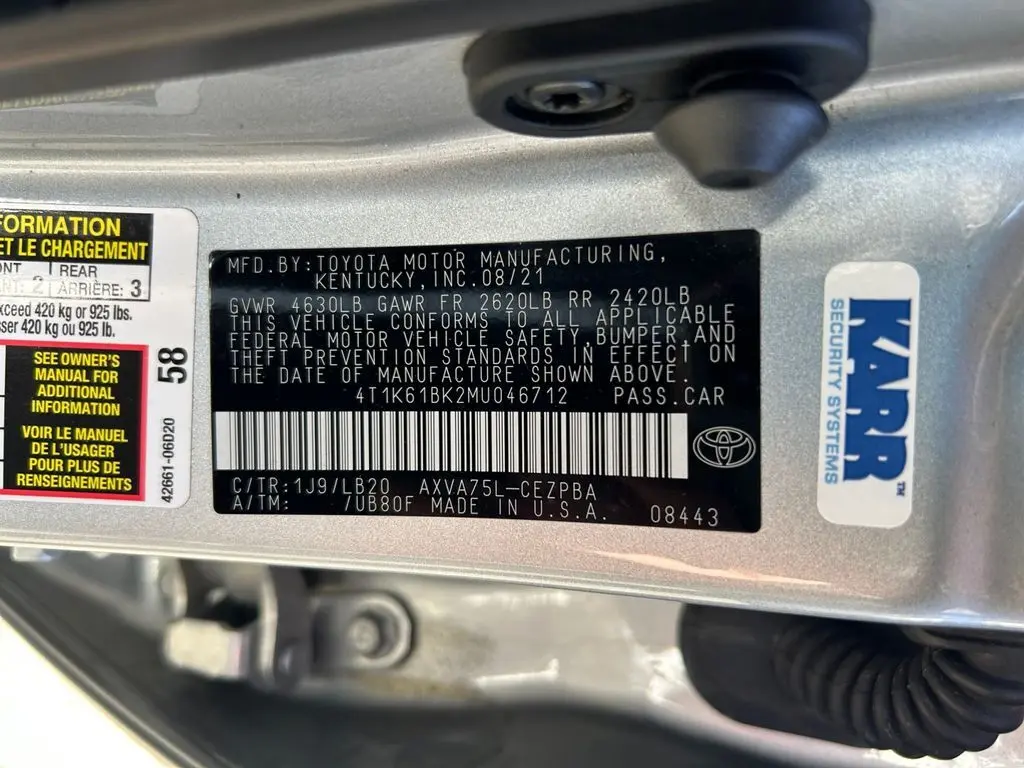 FORMATION
ET LE CHARGEMENT
REAR
ARRIÈRE: 3
xceed 420 kg or 925 lbs.
sser 420 kg ou 925 lb.
SEE OWNER'S
MANUAL FOR
ADDITIONAL
INFORMATION
VOIR LE MANUEL
DE L'USAGER
POUR PLUS DE
RENSEIGNEMENTS
58
42661-06D20
MFD.BY:TOYOTA MOTOR MANUFACTURING,
KENTUCKY,INC.08/21
GVWR 4630LB GAWR FR 2620LB RR 2420LB
THIS VEHICLE CONFORMS TO ALL APPLICABLE
FEDERAL MOTOR VEHICLE SAFETY,BUMPER,AND
THEFT PREVENTION STANDARDS IN EFFECT ON
THE DATE OF MANUFACTURE SHOWN ABOVE.
4T1K61BK2MU046712 PASS.CAR
C/TR:1J9/LB20 AXVA75L-CEZPBA
A/TM: /UB80F MADE IN U.S.A. 08443
KARR™
SECURITY SYSTEMS